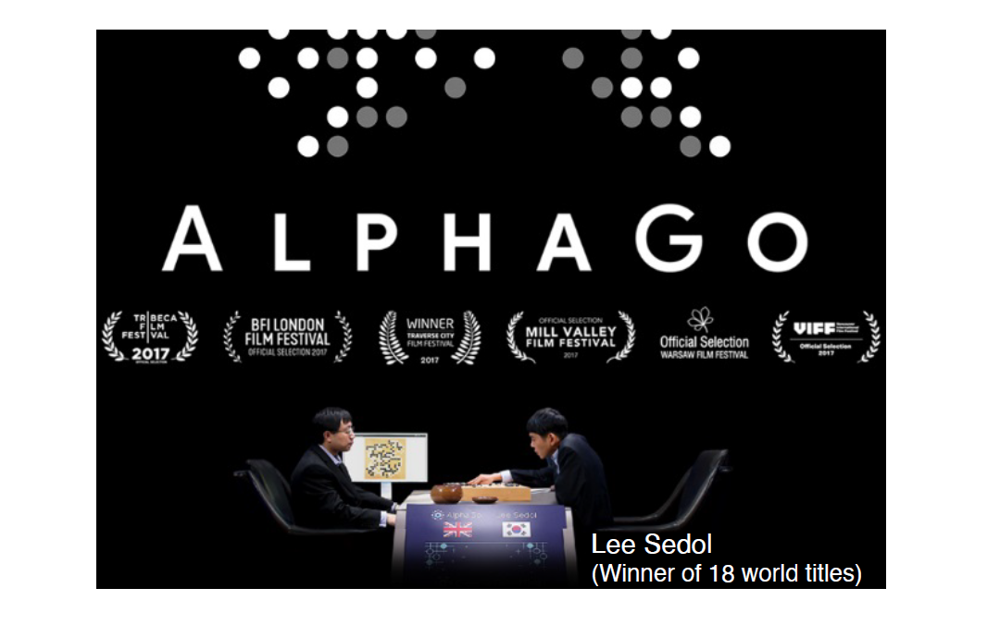 ALPHAGO
TRIBECA
FILM
FESTIVAL
2017
OFFICIAL SELECTION
BFI LONDON
FILM FESTIVAL
OFFICIAL SELECTION 2017
WINNER
TRAVERSE CITY
FILM FESTIVAL
2017
OFFICIAL SELECTION
MILL VALLEY
FILM FESTIVAL
2017
Official Selection
WARSAW FILM FESTIVAL
VIFF
Official Selection
2017
Lee Sedol
Lee Sedol
(Winner of 18 world titles)